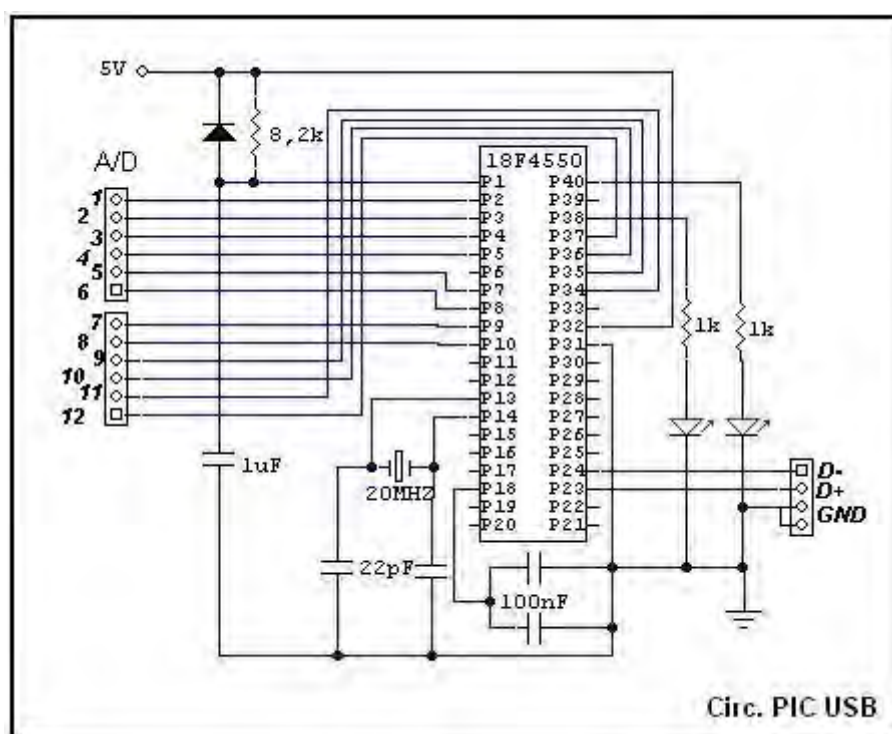 5V
8,2k
A/D
18F4550
1
2
3
4
5
6
7
8
9
10
11
12
P1 P40
P2 P39
P3 P38
P4 P37
P5 P36
P6 P35
P7 P34
P8 P33
P9 P32
P10 P31
P11 P30
P12 P29
P13 P28
P14 P27
P15 P26
P16 P25
P17 P24
P18 P23
P19 P22
P20 P21
1k
1k
1uF
20MHZ
22pF
100nF
D-
D+
GND
Circ. PIC USB